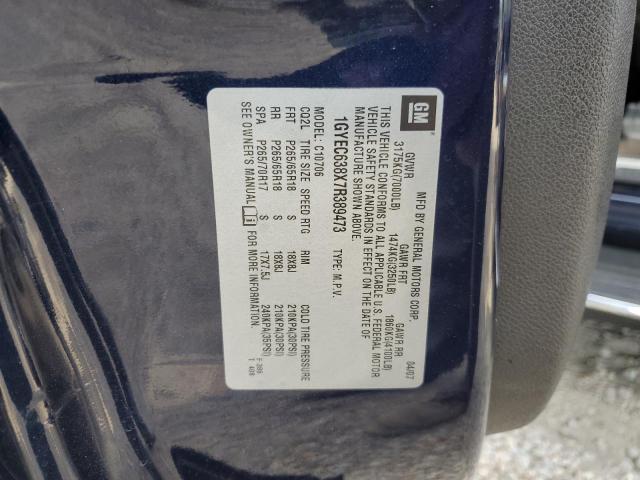 GM MFD BY GENERAL MOTORS CORP. 04/07
GVWR GAWR FRT GAWR RR
3175KG(7000LB) 1474KG(3250LB) 1860KG(4100LB)
THIS VEHICLE CONFORMS TO ALL APPLICABLE U.S. FEDERAL MOTOR
VEHICLE SAFETY STANDARDS IN EFFECT ON THE DATE OF
MANUFACTURE SHOWN ABOVE.
1GYEC638X7R389473 TYPE: M.P.V.
MODEL: C10706
CQ2L TIRE SIZE SPEED RTG RIM COLD TIRE PRESSURE
FRT P265/65R18 S 18X8J 210KPA(30PSI)
RR P265/65R18 S 18X8J 210KPA(30PSI)
SPA P265/70R17 S 17X7.5J 240KPA(35PSI)
SEE OWNER'S MANUAL FOR MORE INFORMATION.